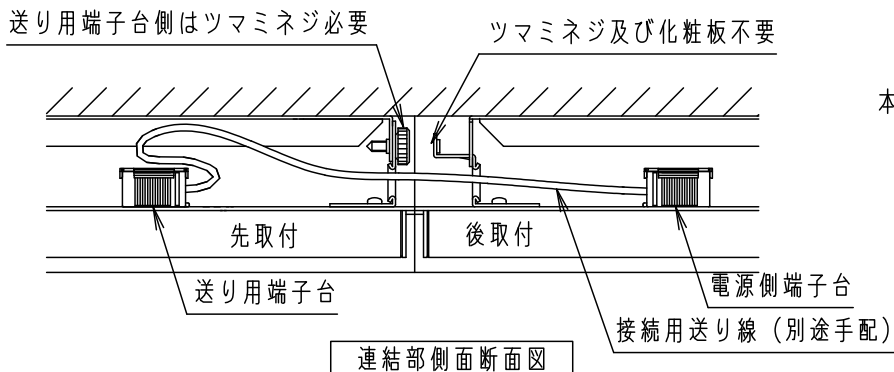 送り用端子台側はツマミネジ必要
ツマミネジ及び化粧板不要
本
先取付
後取付
送り用端子台
電源側端子台
接続用送り線（別途手配）
連結部側面断面図